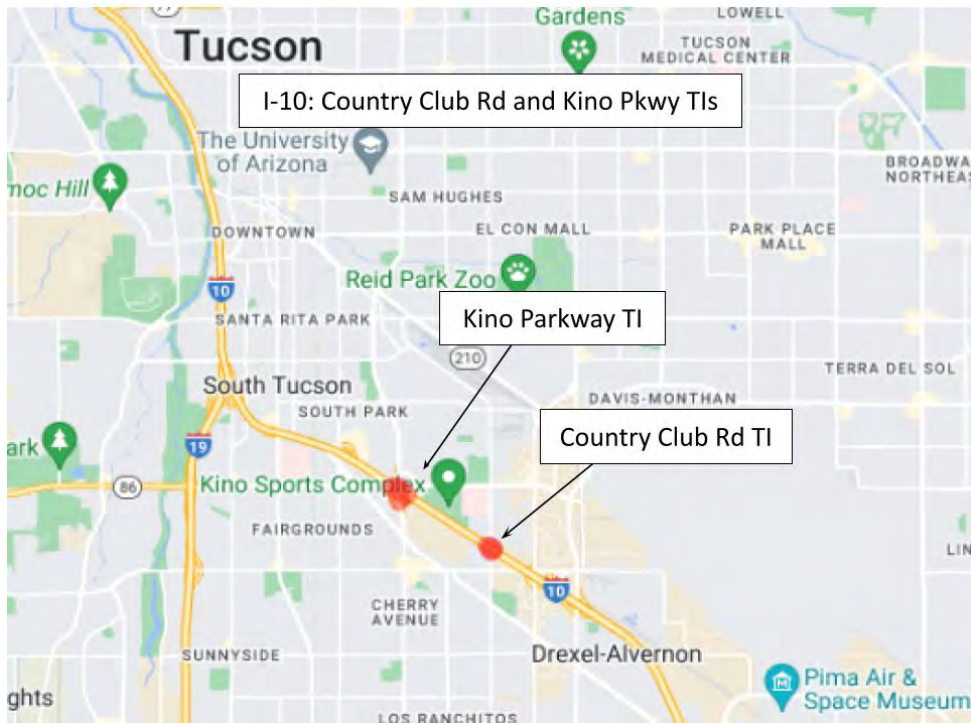 77
Gardens
LOWELL
Tucson
TUCSON
MEDICAL CENTER
I-10: Country Club Rd and Kino Pkwy TIs
The University
of Arizona
BROADWA
NORTHEAS
moc Hill
SAM HUGHES
DOWNTOWN
EL CON MALL
PARK PLACE
MALL
Reid Park Zoo
10
SANTA RITA PARK
Kino Parkway TI
210
TERRA DEL SOL
South Tucson
DAVIS-MONTHAN
SOUTH PARK
Country Club Rd TI
19
ark
86
Kino Sports Complex
FAIRGROUNDS
LIN
10
CHERRY
AVENUE
SUNNYSIDE
Drexel-Alvernon
Pima Air &
Space Museum
ghts
LOS RANCHITOS